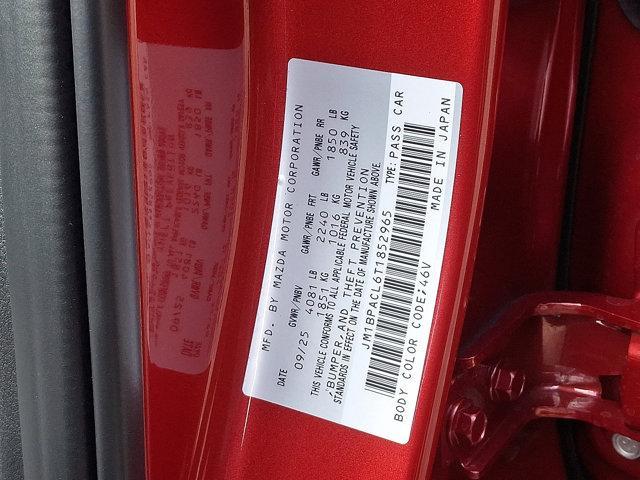 MFD. BY MAZDA MOTOR CORPORATION
DATE GVWR/PNBV GAWR/PNBE FRT GAWR/PNBE RR
09/25 4081 LB 2240 LB 1850 LB
1851 KG 1016 KG 839 KG
THIS VEHICLE CONFORMS TO ALL APPLICABLE FEDERAL MOTOR VEHICLE SAFETY
,BUMPER,AND THEFT PREVENTION
STANDARDS IN EFFECT ON THE DATE OF MANUFACTURE SHOWN ABOVE.
JM1BPACL6T1852965 TYPE:PASS CAR
BODY COLOR CODE:46V MADE IN JAPAN